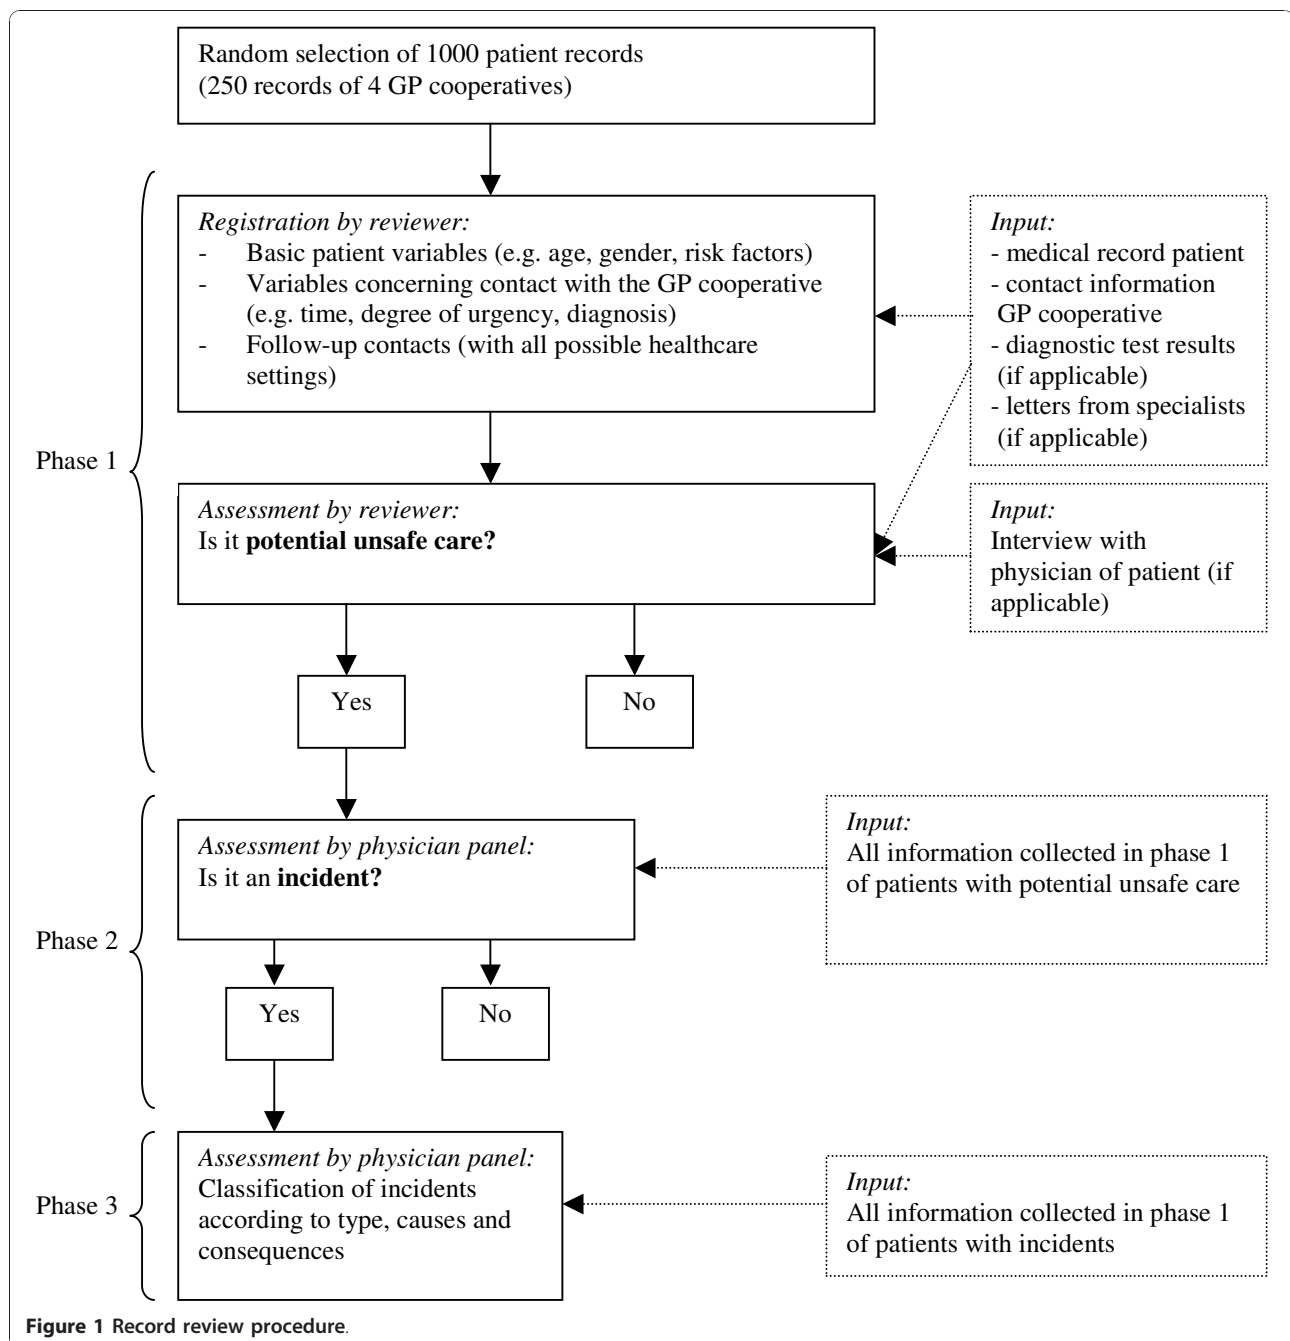 Random selection of 1000 patient records
(250 records of 4 GP cooperatives)
Phase 1
Registration by reviewer:
- Basic patient variables (e.g. age, gender, risk factors)
- Variables concerning contact with the GP cooperative
(e.g. time, degree of urgency, diagnosis)
- Follow-up contacts (with all possible healthcare
settings)
Input:
- medical record patient
- contact information
GP cooperative
- diagnostic test results
(if applicable)
- letters from specialists
(if applicable)
Assessment by reviewer:
Is it potential unsafe care?
Input:
Interview with
physician of patient (if
applicable)
Yes
No
Phase 2
Assessment by physician panel:
Is it an incident?
Input:
All information collected in phase 1
of patients with potential unsafe care
Yes
No
Phase 3
Assessment by physician panel:
Classification of incidents
according to type, causes and
consequences
Input:
All information collected in phase 1
of patients with incidents
Figure 1 Record review procedure.